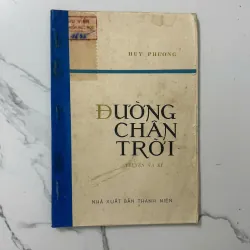 HUY PHƯƠNG
ĐƯỜNG
CHÂN
TRỜI
NHÀ XUẤT BẢN THANH NIÊN